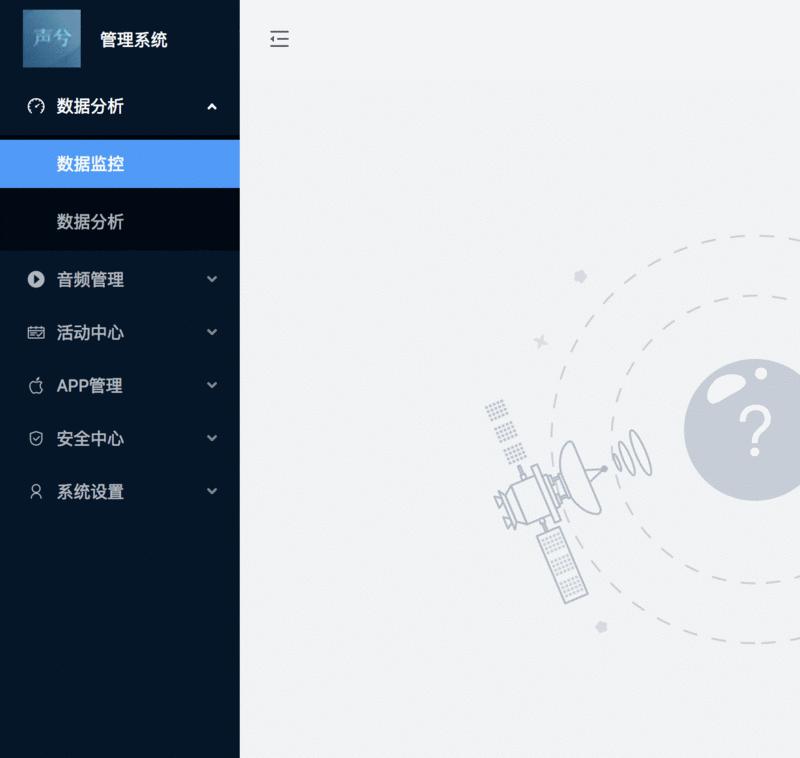 声兮
管理系统
数据分析
数据监控
数据分析
音频管理
活动中心
APP管理
安全中心
系统设置
?